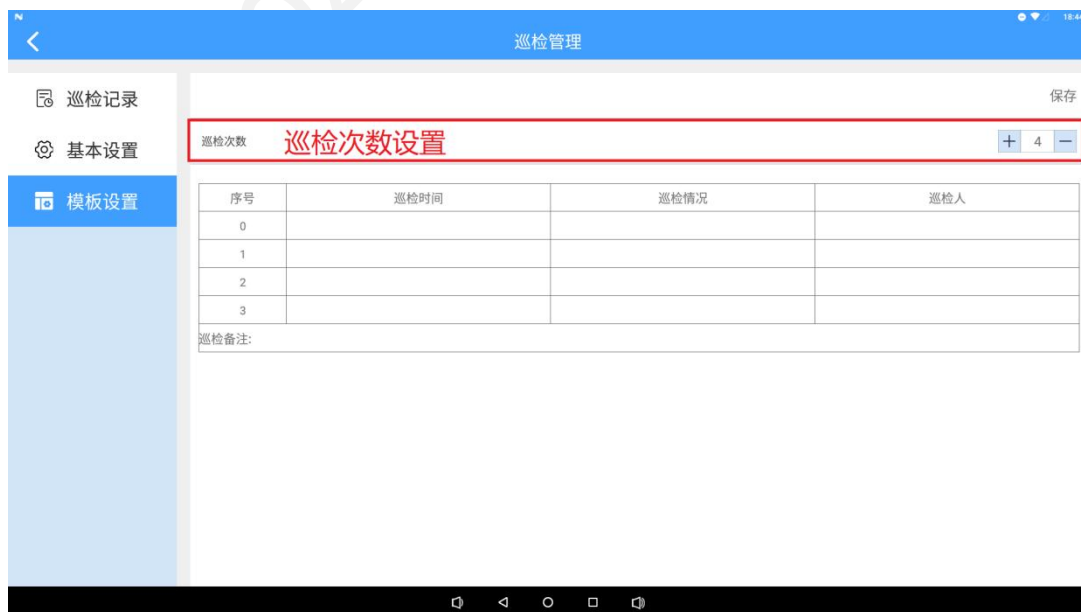 18:44
巡检管理
巡检记录
基本设置
模板设置
保存
巡检次数 巡检次数设置 + 4 −
序号 巡检时间 巡检情况 巡检人
0
1
2
3
巡检备注: